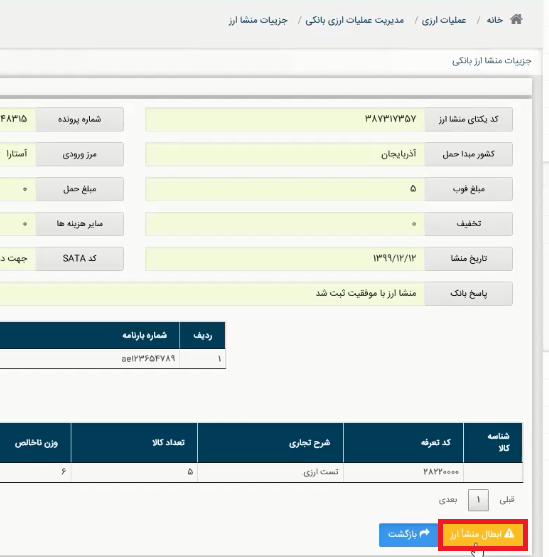 خانه / عملیات ارزی / مدیریت عملیات ارزی بانکی / جزییات منشا ارز
جزییات منشا ارز بانکی
کد یکتای منشا ارز ۳۸۷۳۱۷۳۵۷ شماره پرونده ۴۸۳۱۵
کشور مبدا حمل آذربایجان مرز ورودی آستارا
مبلغ فوب ۵ مبلغ حمل ۰
تخفیف ۰ سایر هزینه ها ۰
تاریخ منشا ۱۳۹۹/۱۲/۱۲ کد SATA جهت
پاسخ بانک منشا ارز با موفقیت ثبت شد
ردیف شماره بارنامه
۱ ae۱۲۳۶۵۴۷۸۹
شناسه کالا کد تعرفه شرح تجاری تعداد کالا وزن ناخالص
۲۸۲۲۰۰۰۰ تست ارزی ۵ ۶
قبلی ۱ بعدی
ابطال منشأ ارز بازگشت